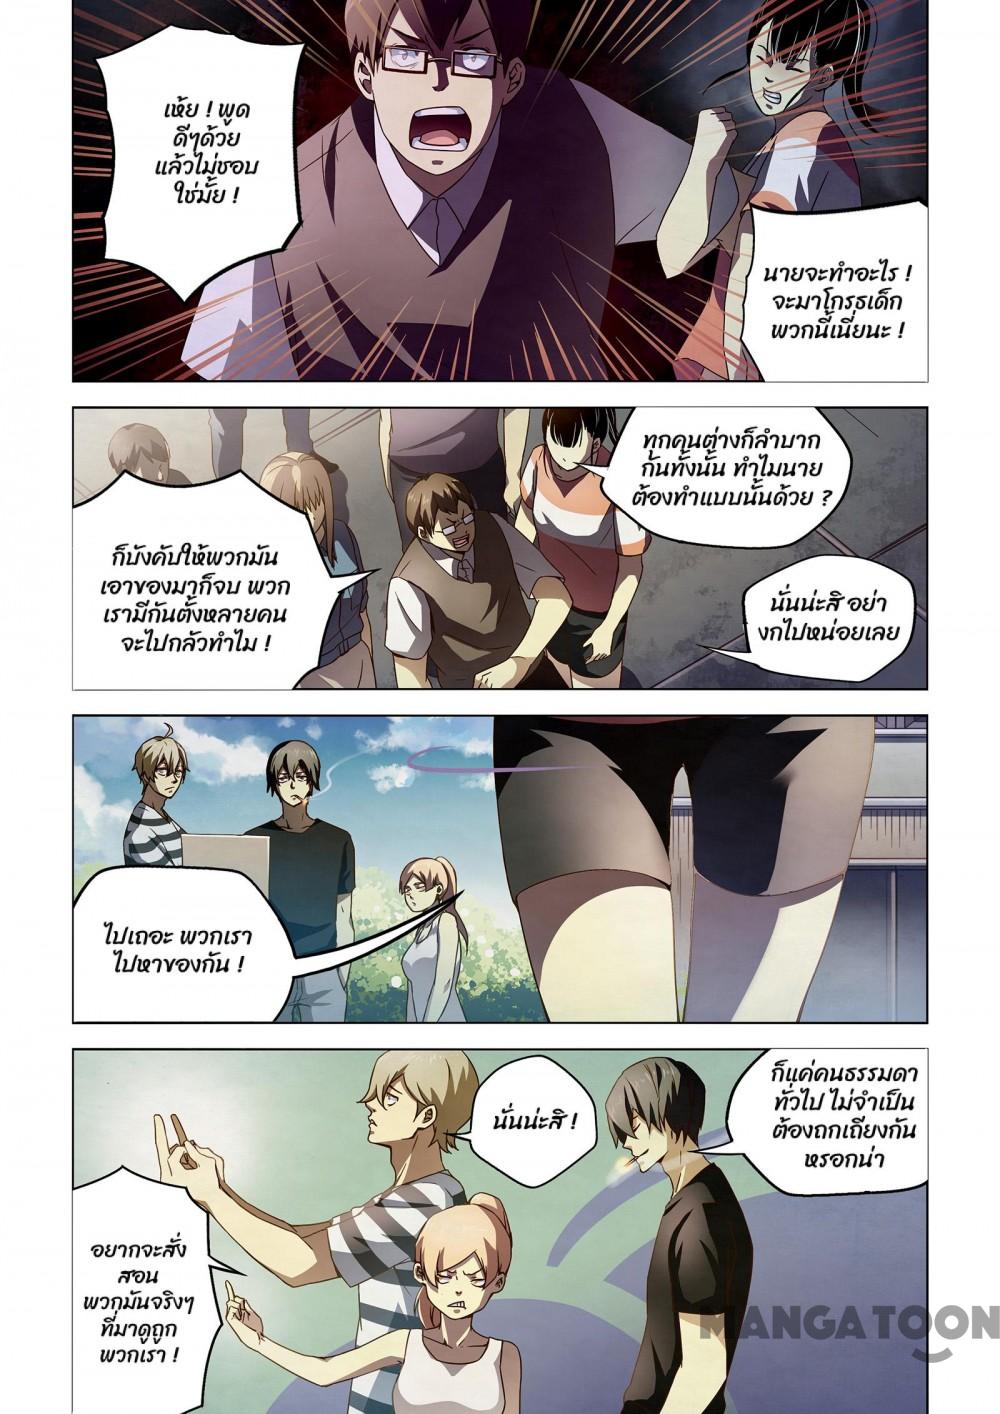 เห้ย ! พูด
ดีๆด้วย
แล้วไม่ชอบ
ใช่มั้ย !
นายจะทำอะไร !
จะมาโกรธเด็ก
พวกนี้เนี่ยนะ !
ทุกคนต่างก็ลำบาก
กันทั้งนั้น ทำไมนาย
ต้องทำแบบนั้นด้วย ?
ก็บังคับให้พวกมัน
เอาของมาก็จบ พวก
เรามีกันตั้งหลายคน
จะไปกลัวทำไม !
นั่นน่ะสิ อย่า
งกไปหน่อยเลย
ไปเถอะ พวกเรา
ไปหาของกัน !
นั่นน่ะสิ !
ก็แค่คนธรรมดา
ทั่วไป ไม่จำเป็น
ต้องถกเถียงกัน
หรอกน่า
อยากจะสั่ง
สอน
พวกมันจริงๆ
ที่มาดูถูก
พวกเรา !
MANGATOON